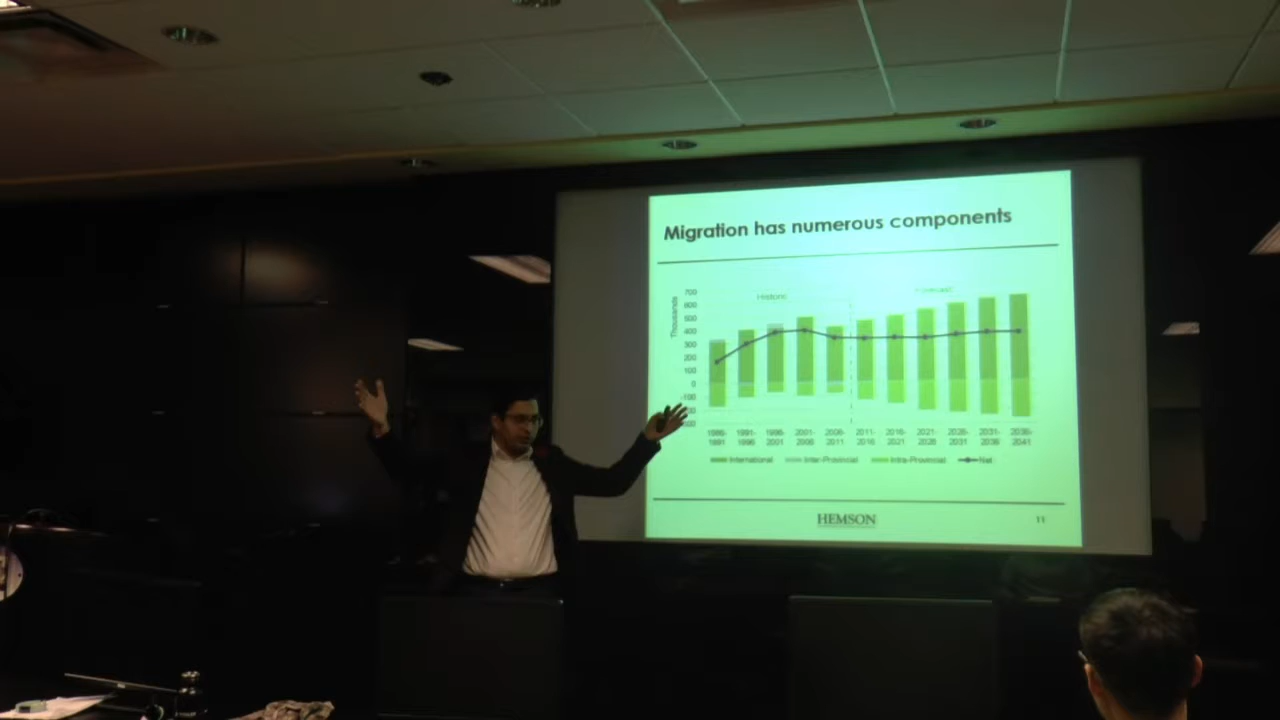 Migration has numerous components
Thousands
Historic
Forecast
700
600
500
400
300
200
100
0
-100
1986-1991
1991-1996
1996-2001
2001-2006
2006-2011
2011-2016
2016-2021
2021-2026
2026-2031
2031-2036
2036-2041
International
Inter-Provincial
Intra-Provincial
Net
HEMSON
11